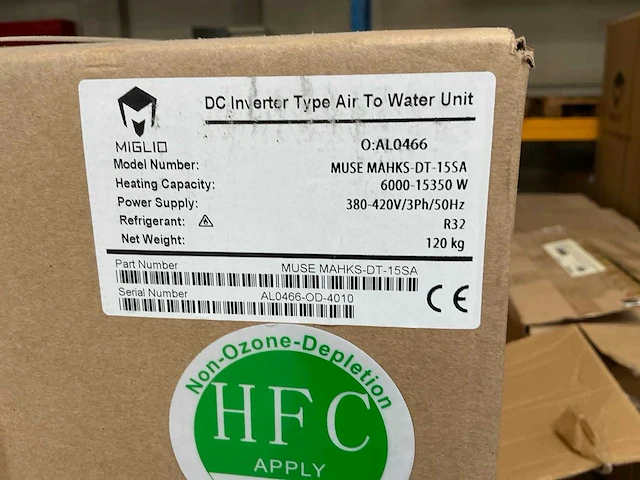 DC Inverter Type Air To Water Unit
MIGLIO
O:AL0466
Model Number: MUSE MAHKS-DT-15SA
Heating Capacity: 6000-15350 W
Power Supply: 380-420V/3Ph/50Hz
Refrigerant: R32
Net Weight: 120 kg
Part Number MUSE MAHKS-DT-15SA
Serial Number AL0466-OD-4010
CE
Non-Ozone-Depletion
HFC
APPLY